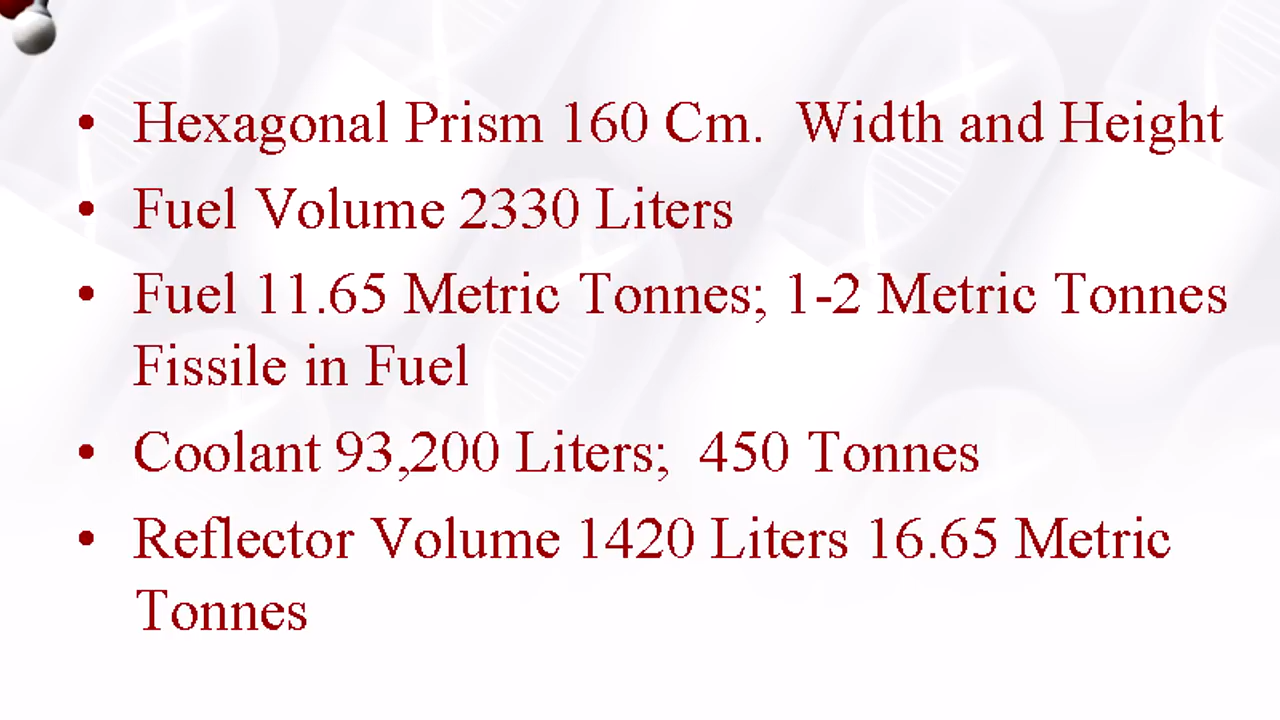 • Hexagonal Prism 160 Cm.  Width and Height
• Fuel Volume 2330 Liters
• Fuel 11.65 Metric Tonnes; 1-2 Metric Tonnes
Fissile in Fuel
• Coolant 93,200 Liters;  450 Tonnes
• Reflector Volume 1420 Liters 16.65 Metric
Tonnes